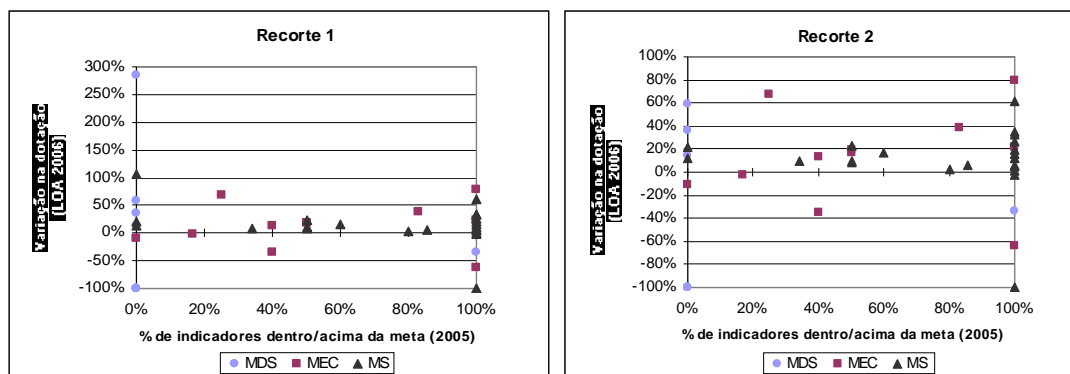 Recorte 1
Variação na dotação
(LOA 2006)
300%
250%
200%
150%
100%
50%
0%
-50%
-100%
0%
20%
40%
60%
80%
100%
% de indicadores dentro/acima da meta (2005)
MDS
MEC
MS
Recorte 2
Variação na dotação
(LOA 2006)
100%
80%
60%
40%
20%
0%
-20%
-40%
-60%
-80%
-100%
0%
20%
40%
60%
80%
100%
% de indicadores dentro/acima da meta (2005)
MDS
MEC
MS